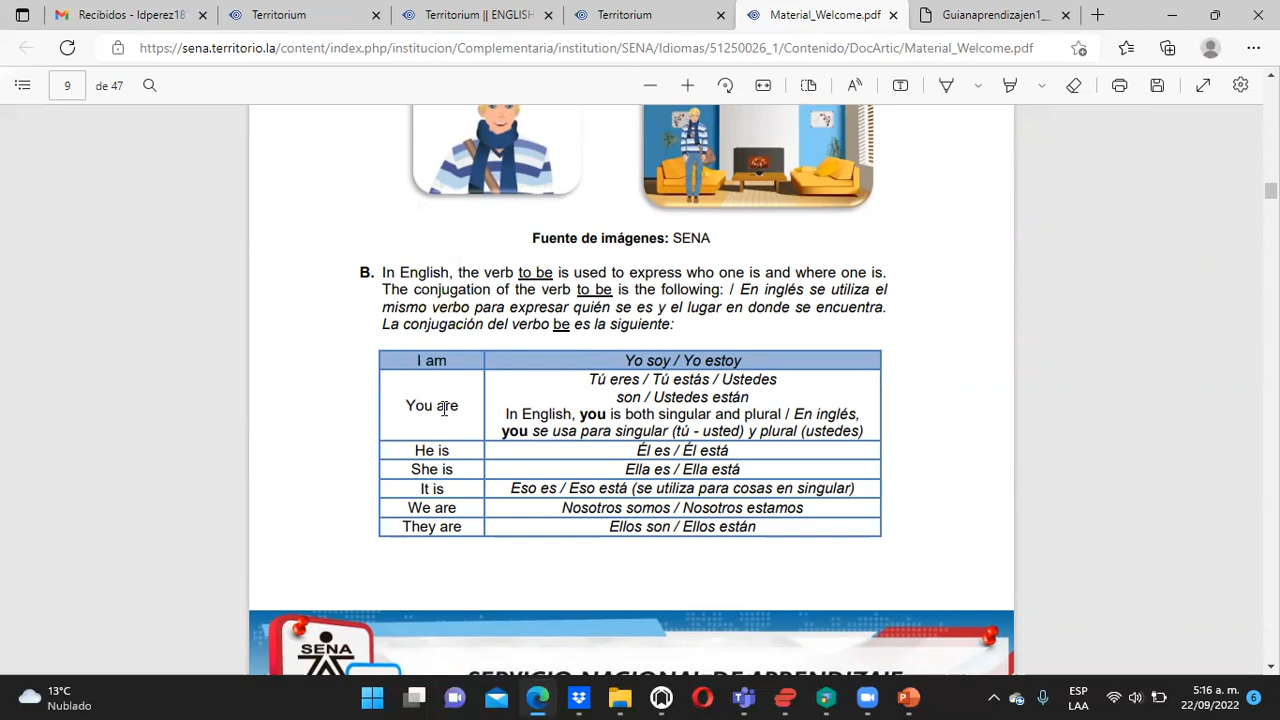 Recibidos - ldperez18
Territorium
Territorium || ENGLISH
Territorium
Material_Welcome.pdf
Guianaprendizajen1_
https://sena.territorio.la/content/index.php/institucion/Complementaria/institution/SENA/Idiomas/51250026_1/Contenido/DocArtic/Material_Welcome.pdf
9 de 47
Fuente de imágenes: SENA
B. In English, the verb to be is used to express who one is and where one is.
The conjugation of the verb to be is the following: / En inglés se utiliza el
mismo verbo para expresar quién se es y el lugar en donde se encuentra.
La conjugación del verbo be es la siguiente:
I am Yo soy / Yo estoy
You are Tú eres / Tú estás / Ustedes
son / Ustedes están
In English, you is both singular and plural / En inglés,
you se usa para singular (tú - usted) y plural (ustedes)
He is Él es / Él está
She is Ella es / Ella está
It is Eso es / Eso está (se utiliza para cosas en singular)
We are Nosotros somos / Nosotros estamos
They are Ellos son / Ellos están
SENA
SERVICIO NACIONAL DE APRENDIZAJE
13°C
Nublado
ESP
LAA
5:16 a. m.
22/09/2022
6